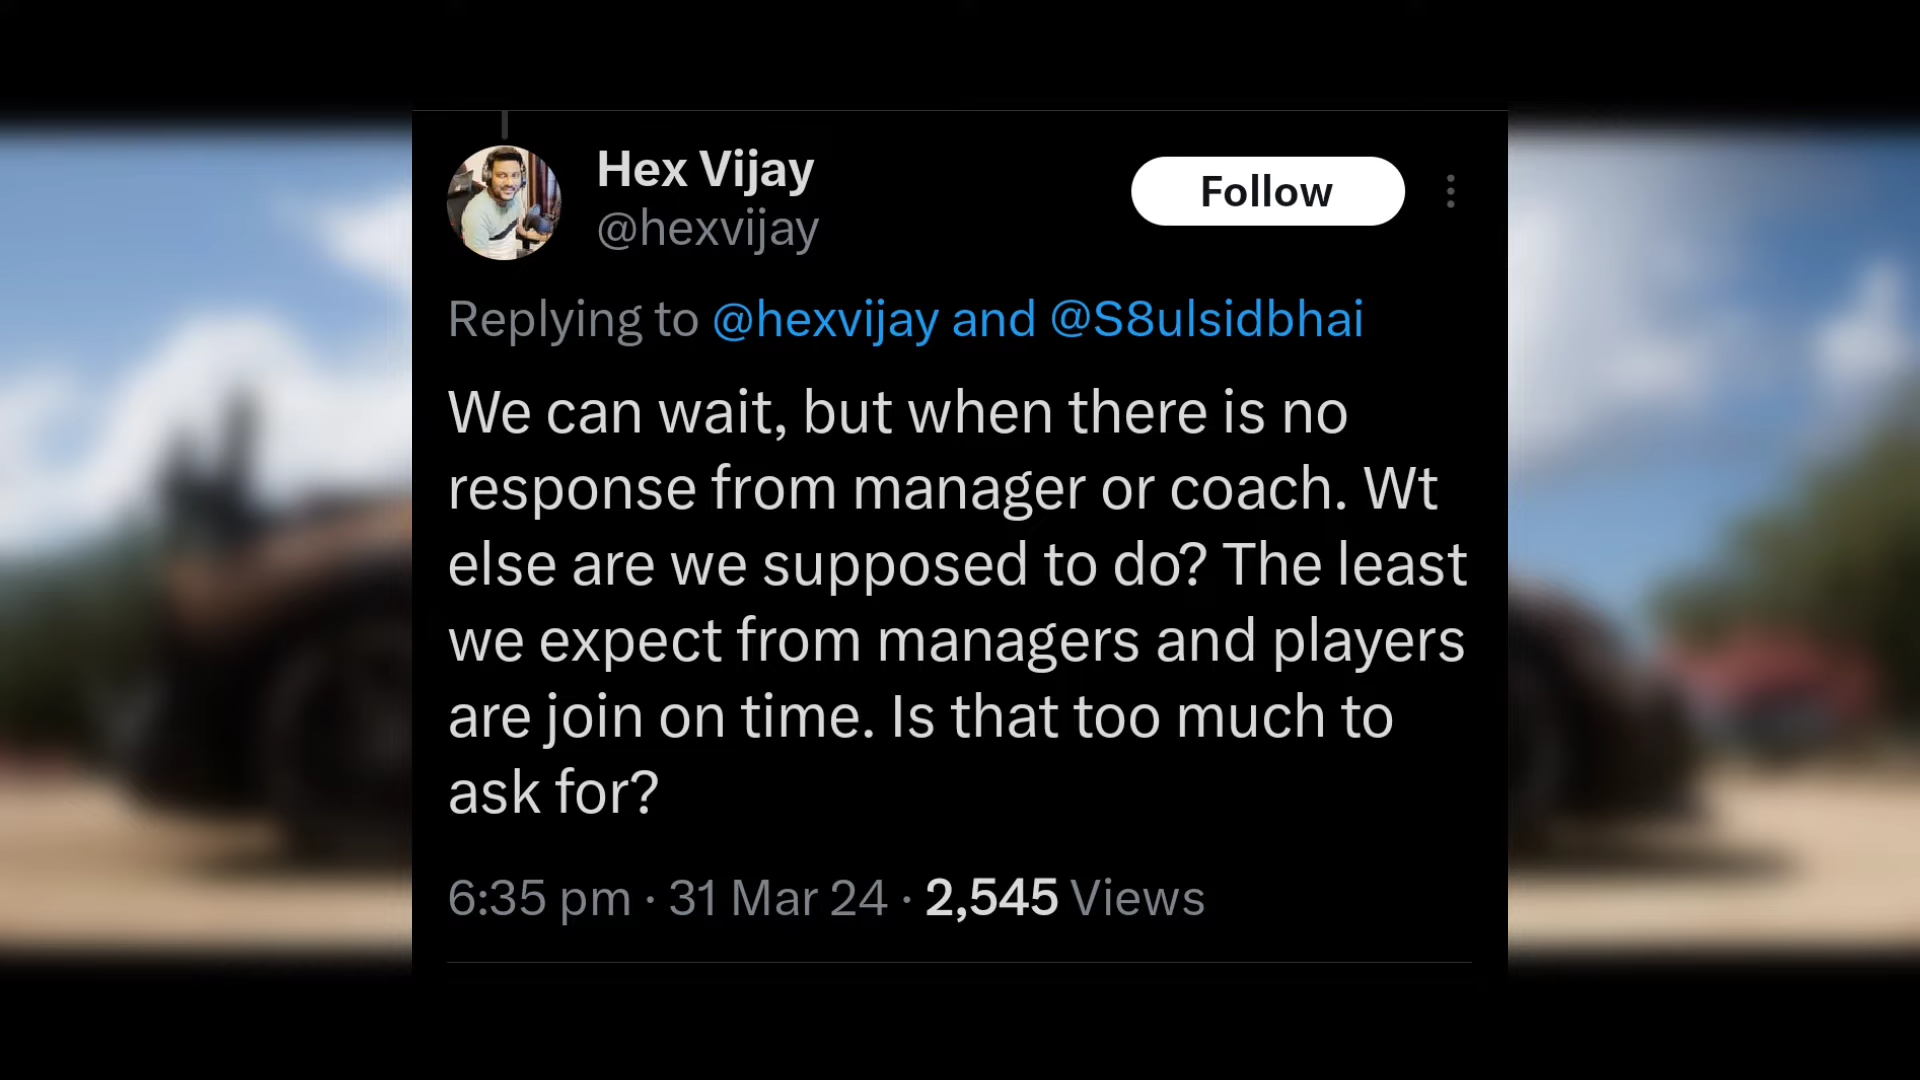 Hex Vijay
@hexvijay
Follow
Replying to @hexvijay and @S8ulsidbhai
We can wait, but when there is no
response from manager or coach. Wt
else are we supposed to do? The least
we expect from managers and players
are join on time. Is that too much to
ask for?
6:35 pm · 31 Mar 24 · 2,545 Views